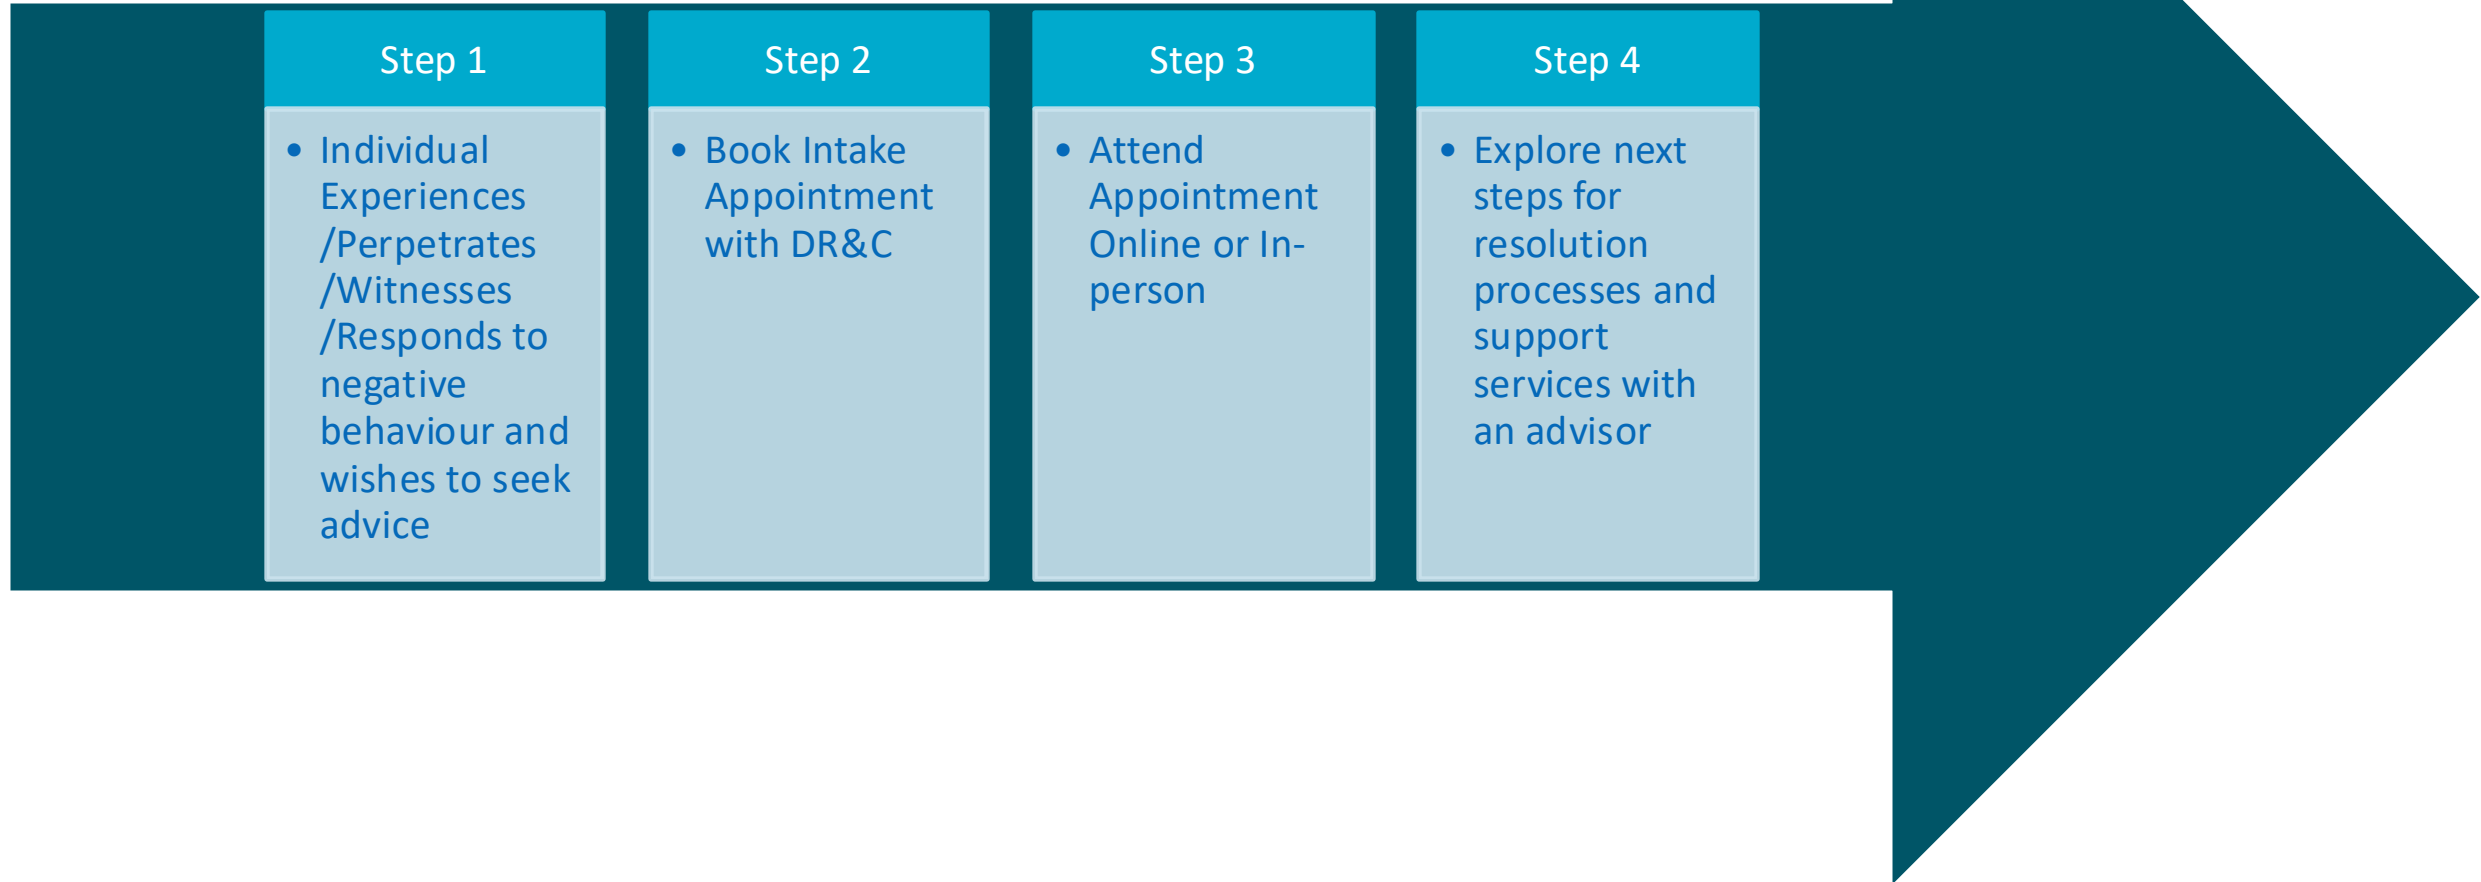 Step 1
• Individual
Experiences
/Perpetrates
/Witnesses
/Responds to
negative
behaviour and
wishes to seek
advice
Step 2
• Book Intake
Appointment
with DR&C
Step 3
• Attend
Appointment
Online or In-
person
Step 4
• Explore next
steps for
resolution
processes and
support
services with
an advisor